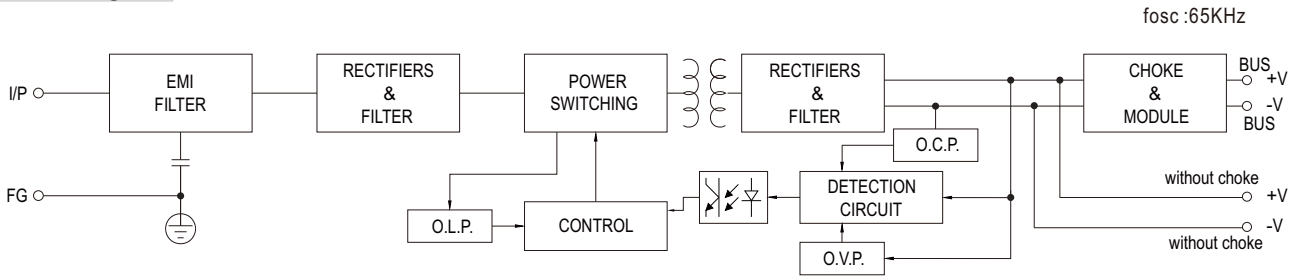 fosc :65KHz
I/P
EMI
FILTER
RECTIFIERS
&
FILTER
POWER
SWITCHING
RECTIFIERS
&
FILTER
CHOKE
&
MODULE
BUS
+V
-V
BUS
O.C.P.
FG
O.L.P.
CONTROL
DETECTION
CIRCUIT
O.V.P.
without choke
+V
-V
without choke